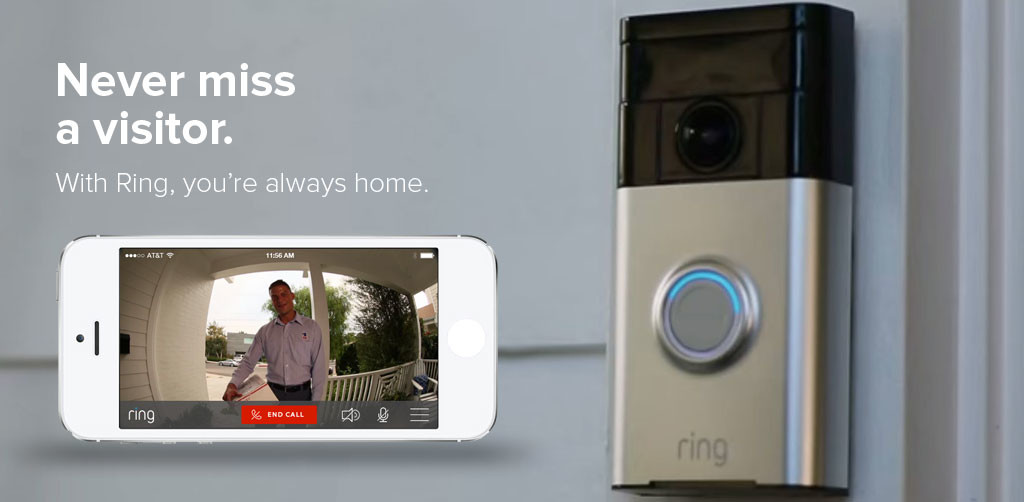 Never miss
a visitor.
With Ring, you're always home.
AT&T
11:56 AM
ring
END CALL
ring